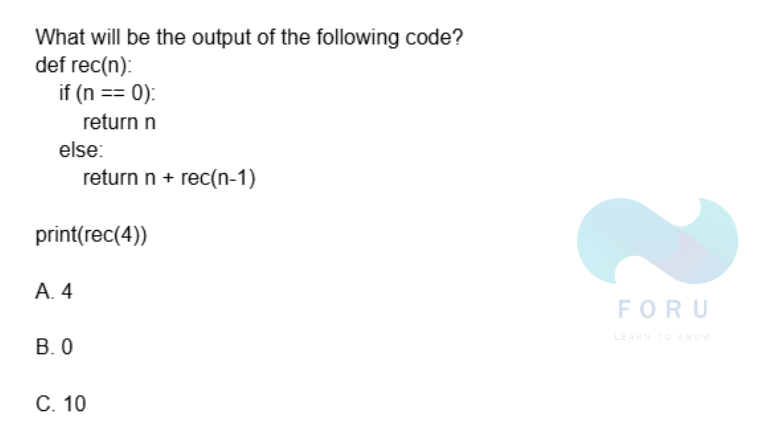 What will be the output of the following code?
def rec(n):
if (n == 0):
return n
else:
return n + rec(n-1)
print(rec(4))
A. 4
B. 0
C. 10
FORU
LEARN TO KNOW